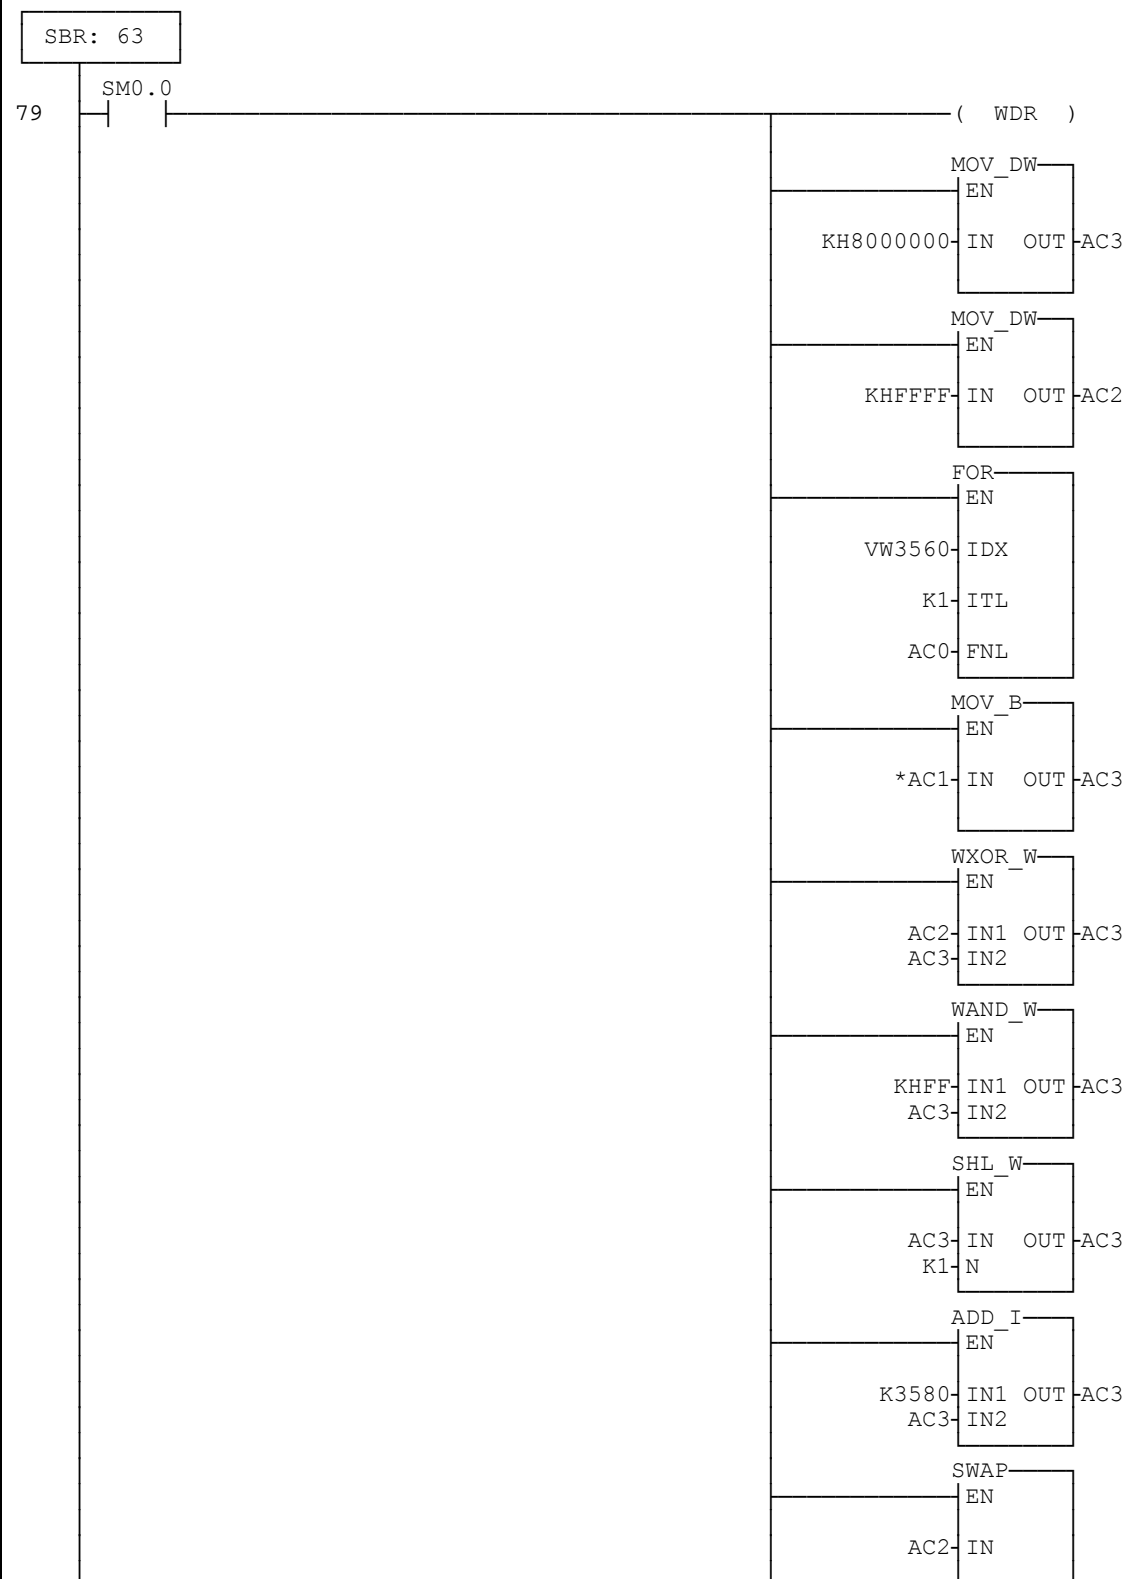 SBR: 63
SM0.0
79 ( WDR )
MOV_DW
EN
KH8000000 IN OUT AC3
MOV_DW
EN
KHFFFF IN OUT AC2
FOR
EN
VW3560 IDX
K1 ITL
AC0 FNL
MOV_B
EN
*AC1 IN OUT AC3
WXOR_W
EN
AC2 IN1 OUT AC3
AC3 IN2
WAND_W
EN
KHFF IN1 OUT AC3
AC3 IN2
SHL_W
EN
AC3 IN OUT AC3
K1 N
ADD_I
EN
K3580 IN1 OUT AC3
AC3 IN2
SWAP
EN
AC2 IN